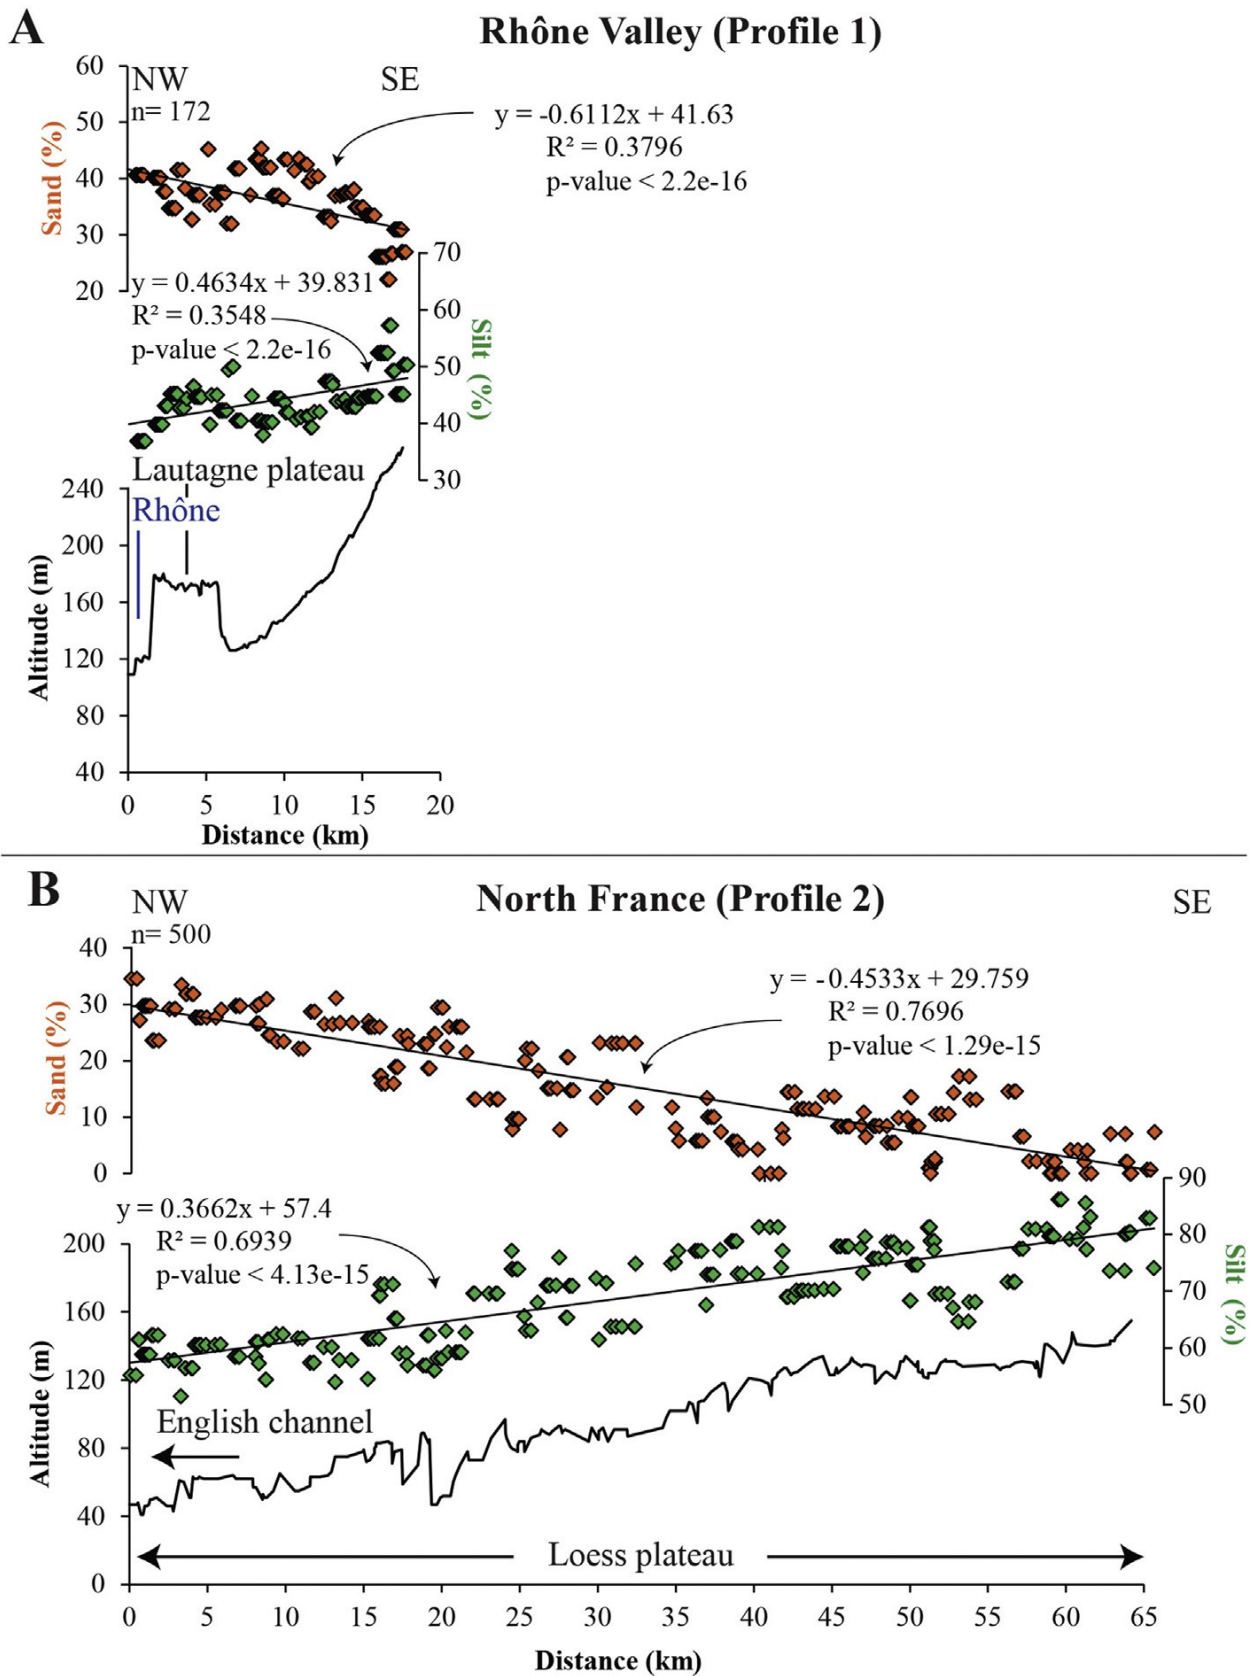 A
Rhône Valley (Profile 1)
60
NW
SE
n= 172
50
y = -0.6112x + 41.63
R² = 0.3796
p-value < 2.2e-16
Sand (%)
40
30
20
70
y = 0.4634x + 39.831
R² = 0.3548
p-value < 2.2e-16
60
50
40
30
Silt (%)
Lautagne plateau
Rhône
240
200
160
120
80
40
Altitude (m)
0 5 10 15 20
Distance (km)
B
NW
North France (Profile 2)
SE
n= 500
40
30
20
10
0
Sand (%)
y = -0.4533x + 29.759
R² = 0.7696
p-value < 1.29e-15
90
80
70
60
50
Silt (%)
y = 0.3662x + 57.4
R² = 0.6939
p-value < 4.13e-15
200
160
120
80
40
0
Altitude (m)
English channel
Loess plateau
0 5 10 15 20 25 30 35 40 45 50 55 60 65
Distance (km)